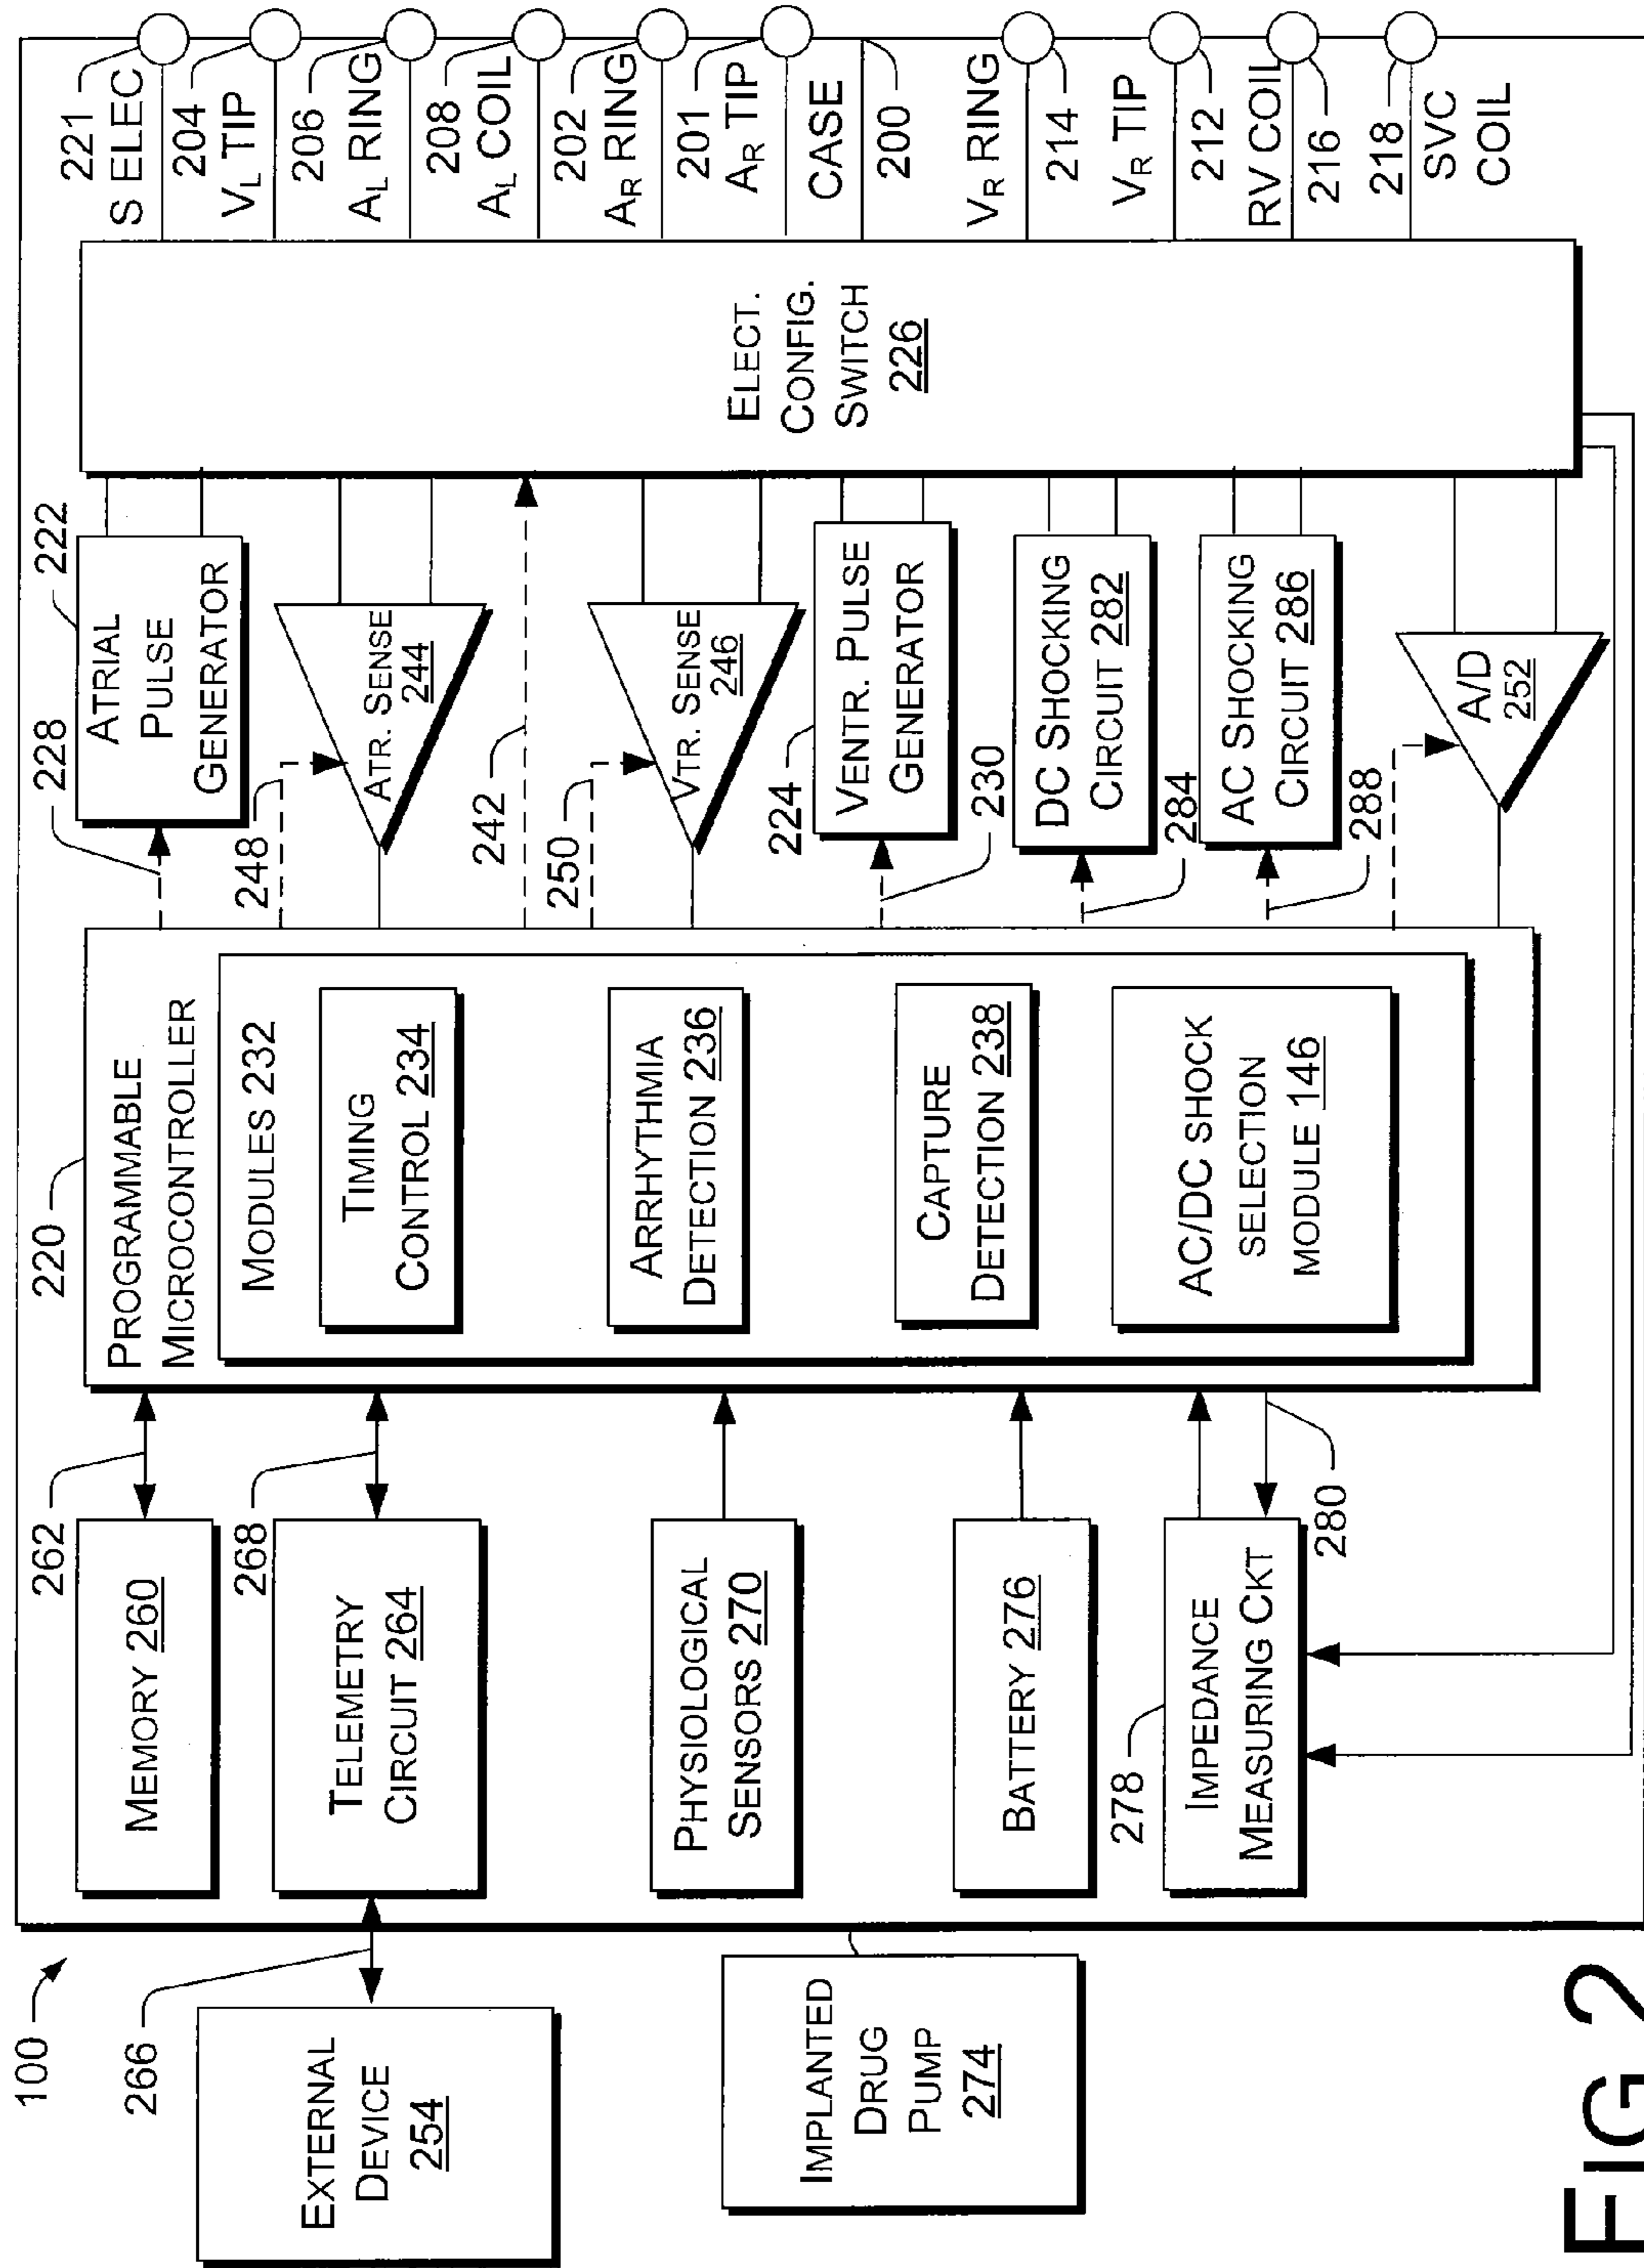 100
266
EXTERNAL
DEVICE
254
IMPLANTED
DRUG
PUMP
274
262
MEMORY 260
268
TELEMETRY
CIRCUIT 264
PHYSIOLOGICAL
SENSORS 270
BATTERY 276
278
IMPEDANCE
MEASURING CKT
280
220
PROGRAMMABLE
MICROCONTROLLER
MODULES 232
TIMING
CONTROL 234
ARRHYTHMIA
DETECTION 236
CAPTURE
DETECTION 238
AC/DC SHOCK
SELECTION
MODULE 146
228
222
ATRIAL
PULSE
GENERATOR
248
ATR. SENSE
244
242
250
VTR. SENSE
246
224
VENTR. PULSE
GENERATOR
230
DC SHOCKING
CIRCUIT 282
284
AC SHOCKING
CIRCUIT 286
288
A/D
252
ELECT.
CONFIG.
SWITCH
226
221
S ELEC
204
VL TIP
206
AL RING
208
AL COIL
202
AR RING
201
AR TIP
CASE
200
VR RING
214
VR TIP
212
RV COIL
216
218
SVC
COIL
FIG 2